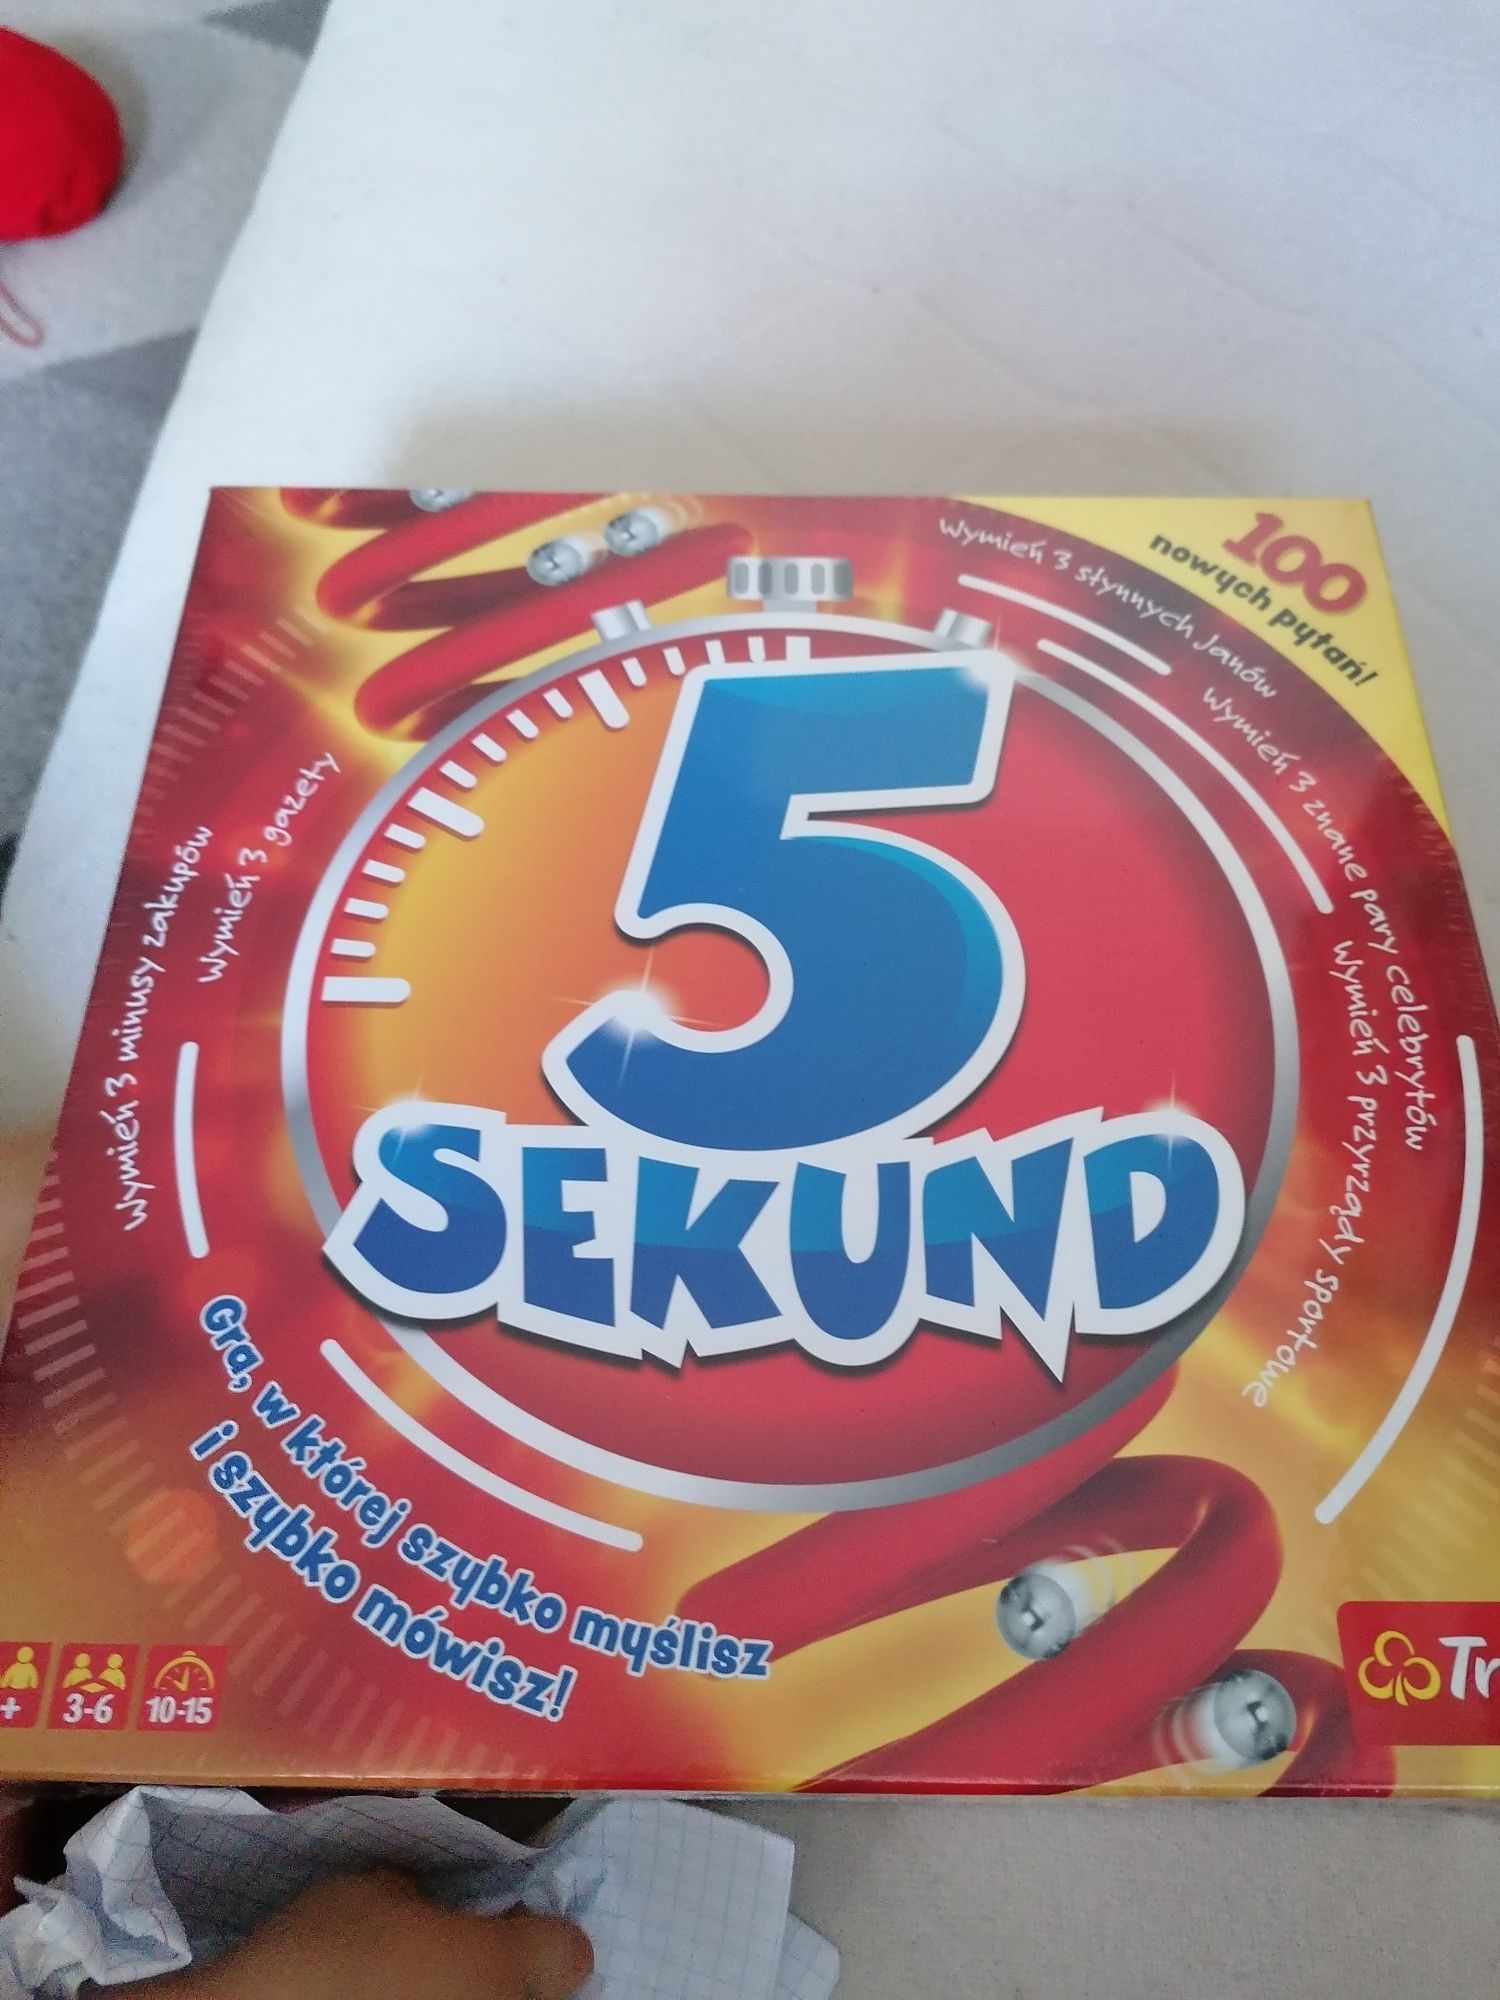 100
nowych pytań!
Wymień 3 słynnych Janów
Wymień 3 znane pary celebrytów
Wymień 3 przyrządy sportowe
Wymień 3 gazety
Wymień 3 minusy zakupów
5
SEKUND
Gra, w której szybko myślisz
i szybko mówisz!
+
3-6
10-15
Tr